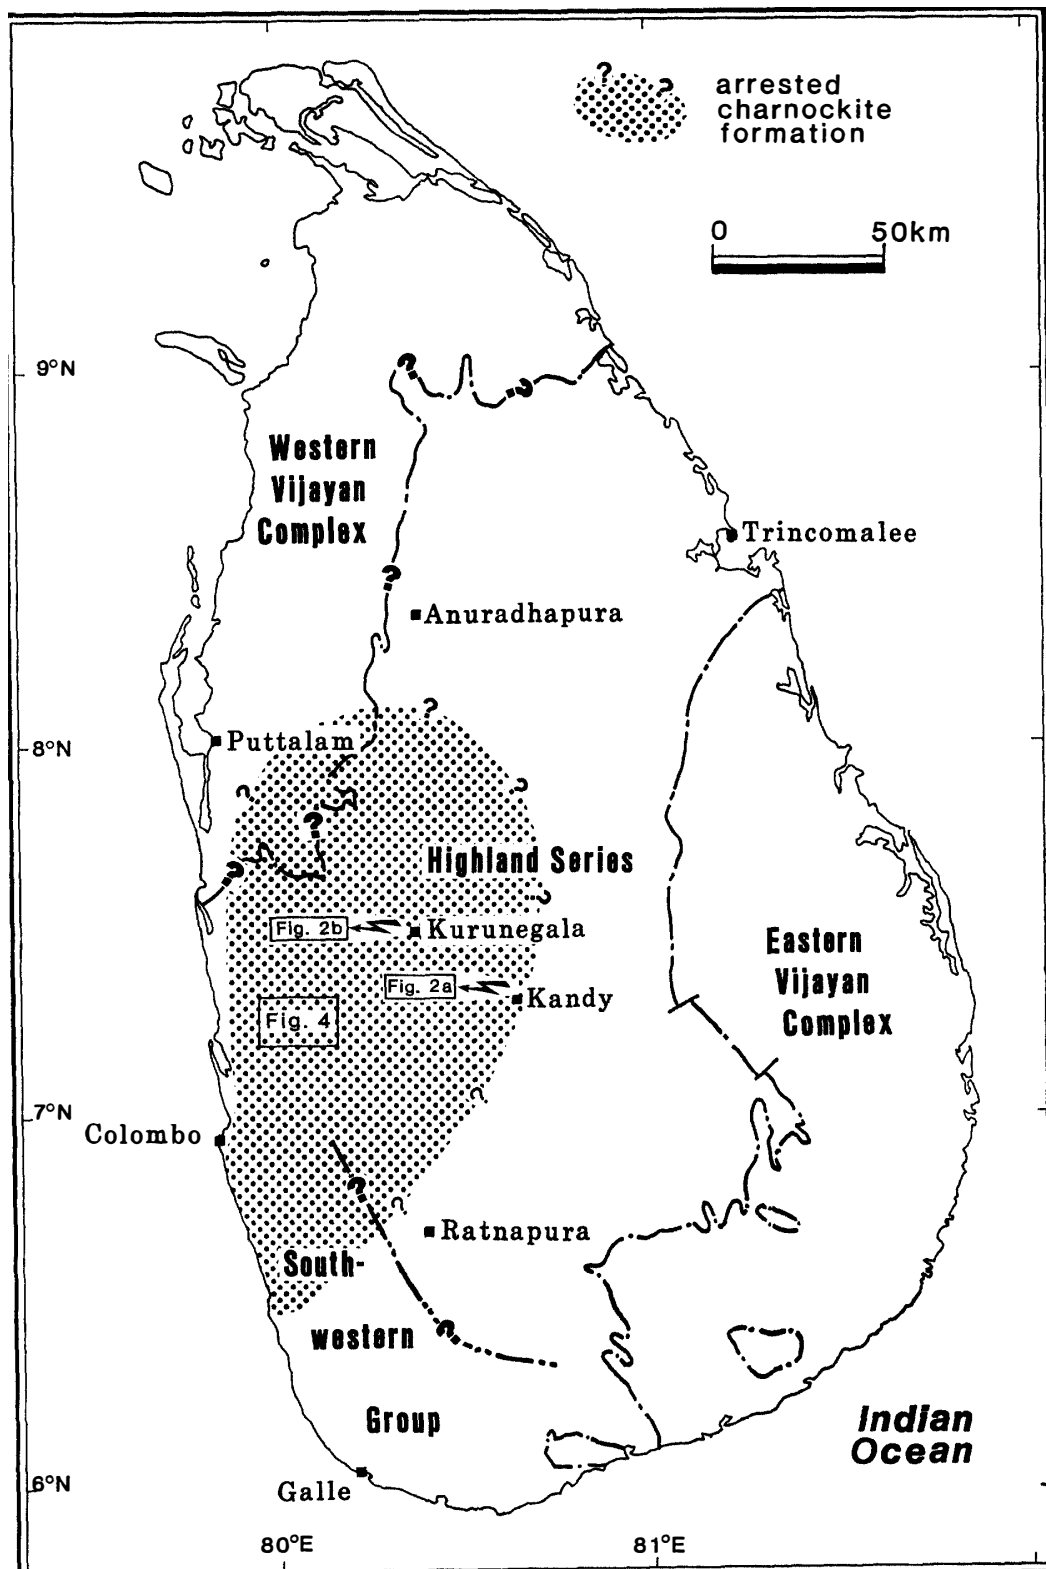 arrested
charnockite
formation
0 50km
9°N
Western
Vijayan
Complex
Trincomalee
Anuradhapura
?
?
?
?
?
8°N
Puttalam
?
?
?
?
?
Highland Series
?
Fig. 2b
Kurunegala
Eastern
Vijayan
Complex
Fig. 2a
Kandy
Fig. 4
?
7°N
Colombo
?
?
Ratnapura
South-
western
?
Group
Indian
Ocean
6°N
Galle
80°E
81°E